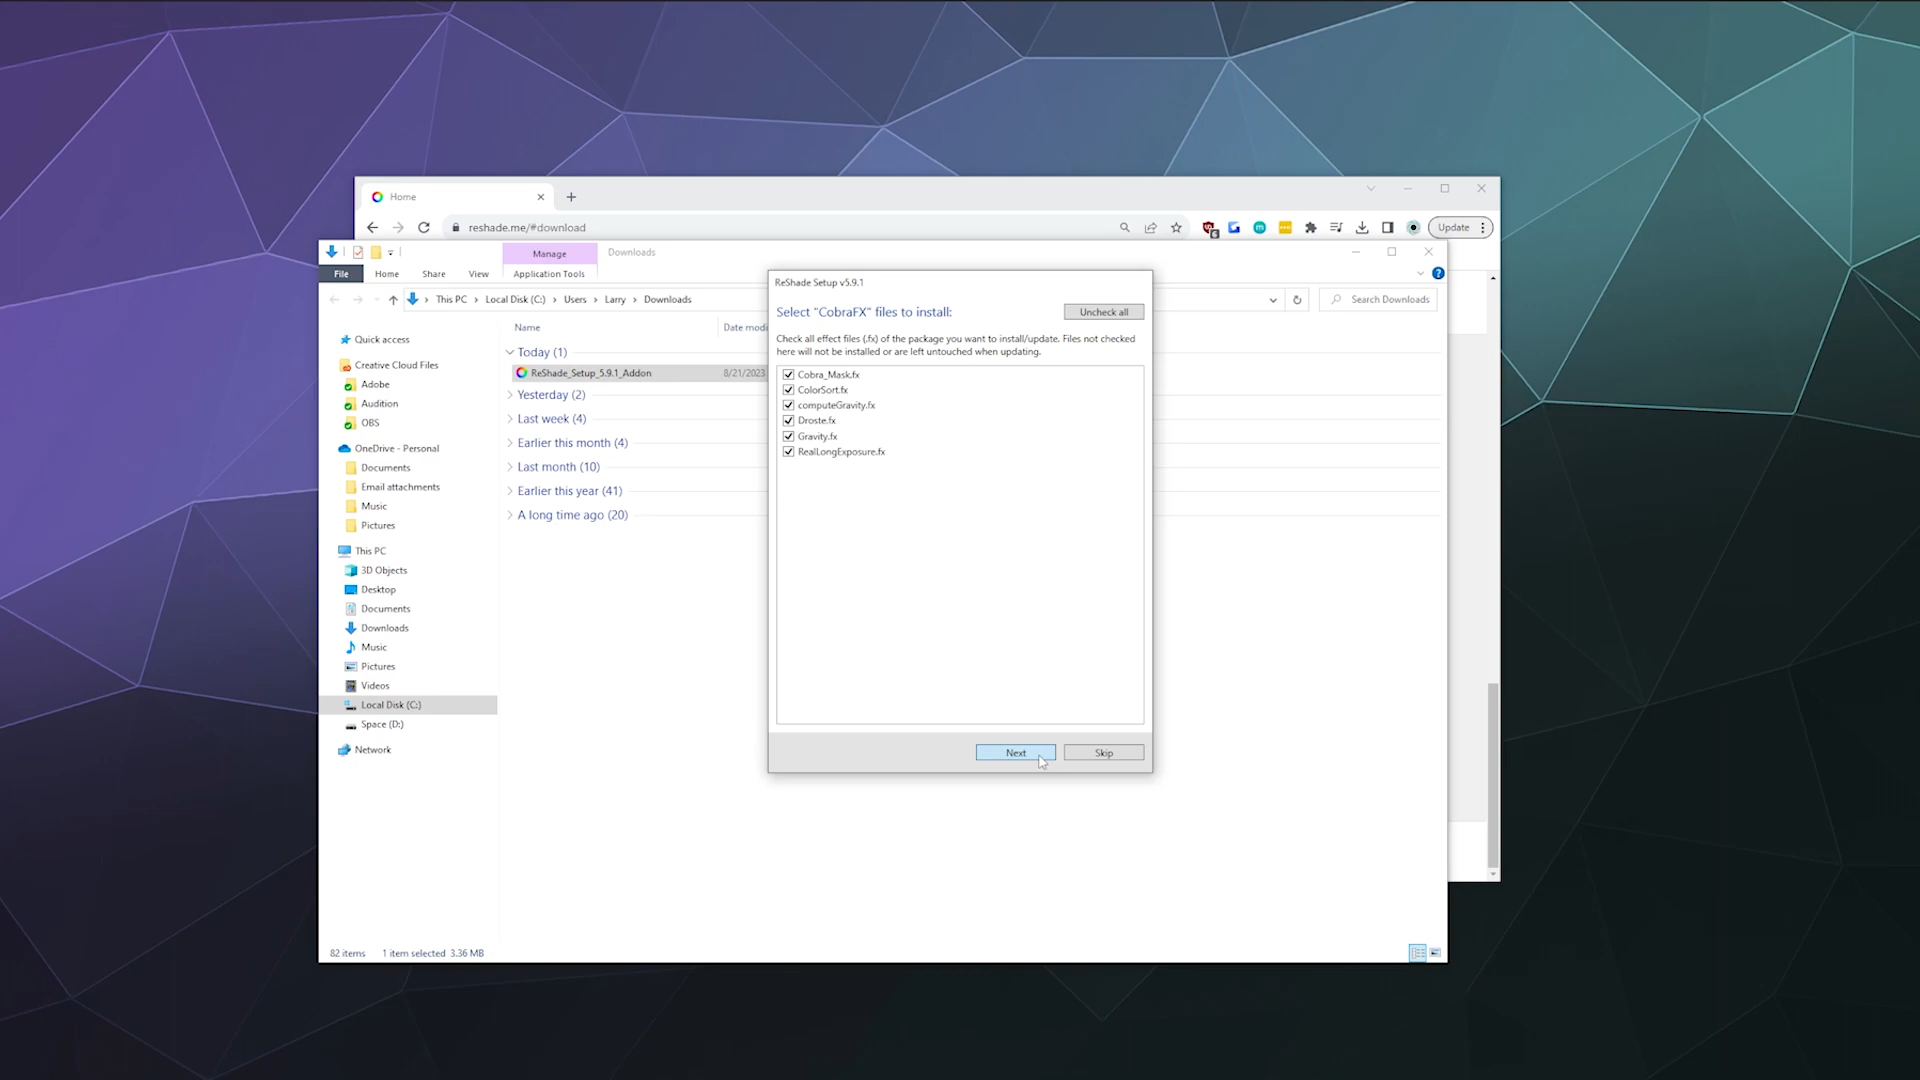 Home
reshade.me/#download
Update
Manage
Downloads
File
Home
Share
View
Application Tools
This PC
Local Disk (C:)
Users
Larry
Downloads
Search Downloads
Quick access
Creative Cloud Files
Adobe
Audition
OBS
OneDrive - Personal
Documents
Email attachments
Music
Pictures
This PC
3D Objects
Desktop
Documents
Downloads
Music
Pictures
Videos
Local Disk (C:)
Space (D:)
Network
Name
Date modi
Today (1)
ReShade_Setup_5.9.1_Addon
8/21/2023
Yesterday (2)
Last week (4)
Earlier this month (4)
Last month (10)
Earlier this year (41)
A long time ago (20)
ReShade Setup v5.9.1
Select "CobraFX" files to install:
Uncheck all
Check all effect files (.fx) of the package you want to install/update. Files not checked
here will not be installed or are left untouched when updating.
Cobra_Mask.fx
ColorSort.fx
computeGravity.fx
Droste.fx
Gravity.fx
RealLongExposure.fx
Next
Skip
82 items
1 item selected 3.36 MB